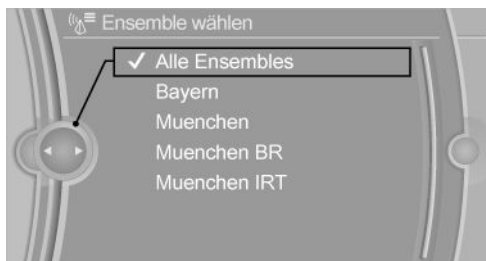 Ensemble wählen
Alle Ensembles
Bayern
Muenchen
Muenchen BR
Muenchen IRT